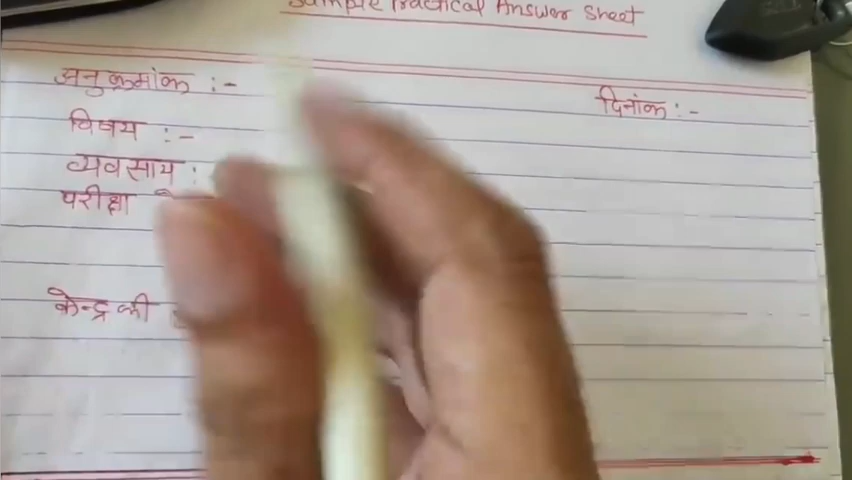 Sample Practical Answer Sheet
अनुक्रमांक :-
दिनांक :-
विषय :-
व्यवसाय :
परीक्षा
केन्द्र की